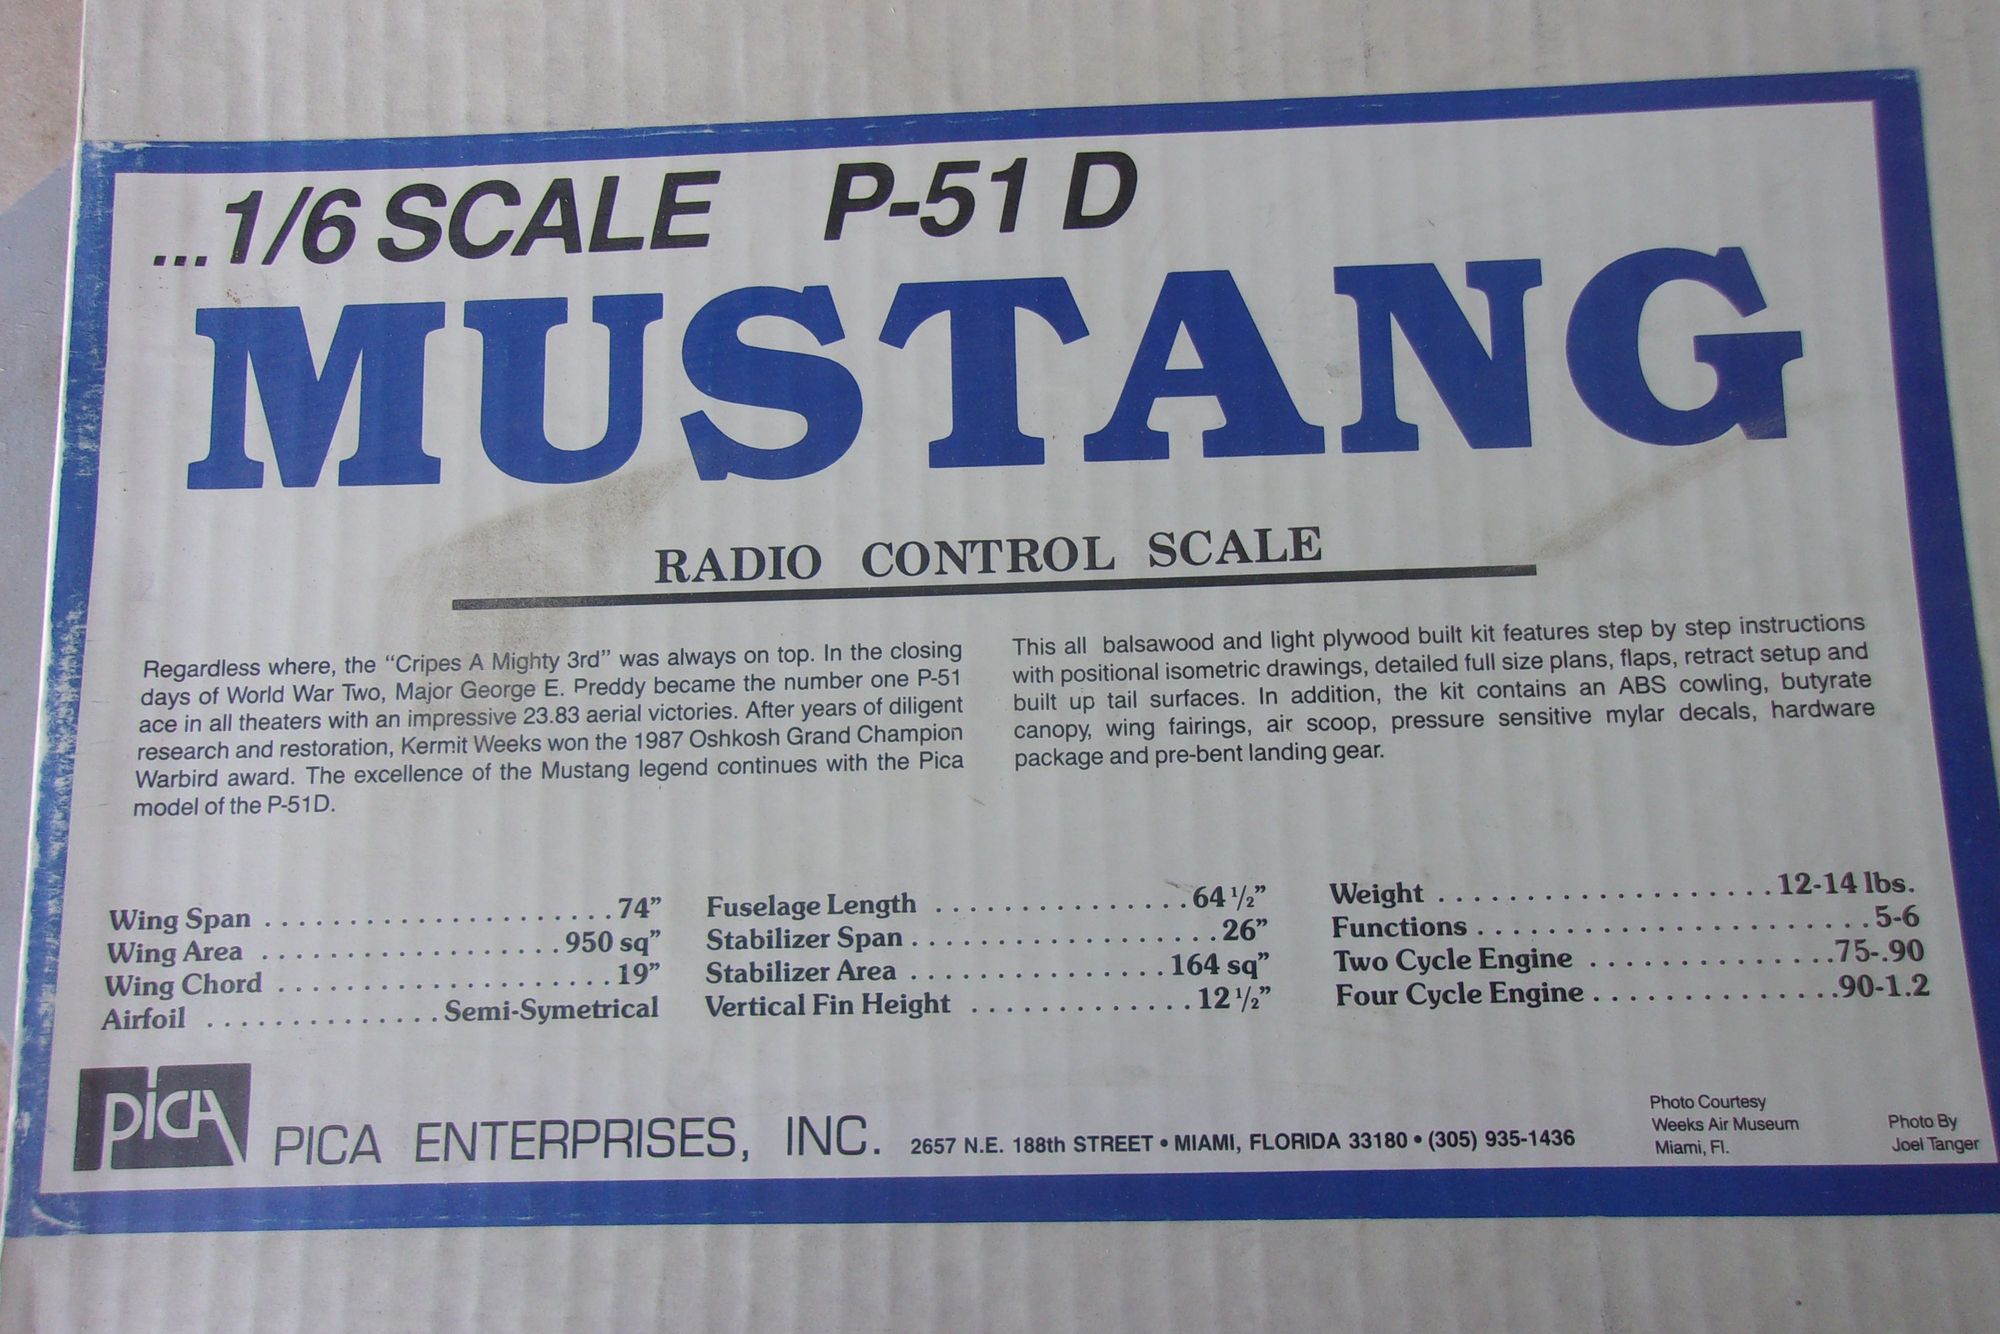 ...1/6 SCALE P-51 D
MUSTANG
RADIO CONTROL SCALE
Regardless where, the “Cripes A Mighty 3rd” was always on top. In the closing
days of World War Two, Major George E. Preddy became the number one P-51
ace in all theaters with an impressive 23.83 aerial victories. After years of diligent
research and restoration, Kermit Weeks won the 1987 Oshkosh Grand Champion
Warbird award. The excellence of the Mustang legend continues with the Pica
model of the P-51D.
This all balsawood and light plywood built kit features step by step instructions
with positional isometric drawings, detailed full size plans, flaps, retract setup and
built up tail surfaces. In addition, the kit contains an ABS cowling, butyrate
canopy, wing fairings, air scoop, pressure sensitive mylar decals, hardware
package and pre-bent landing gear.
Wing Span ...................... 74”
Wing Area ................... 950 sq”
Wing Chord ..................... 19”
Airfoil .............. Semi-Symetrical
Fuselage Length ............... 64 1/2”
Stabilizer Span ................... 26”
Stabilizer Area ................ 164 sq”
Vertical Fin Height ............. 12 1/2”
Weight ..................... 12-14 lbs.
Functions ........................ 5-6
Two Cycle Engine ...............75-.90
Four Cycle Engine ...............90-1.2
PICA
PICA ENTERPRISES, INC. 2657 N.E. 188th STREET • MIAMI, FLORIDA 33180 • (305) 935-1436
Photo Courtesy
Weeks Air Museum
Miami, Fl.
Photo By
Joel Tanger